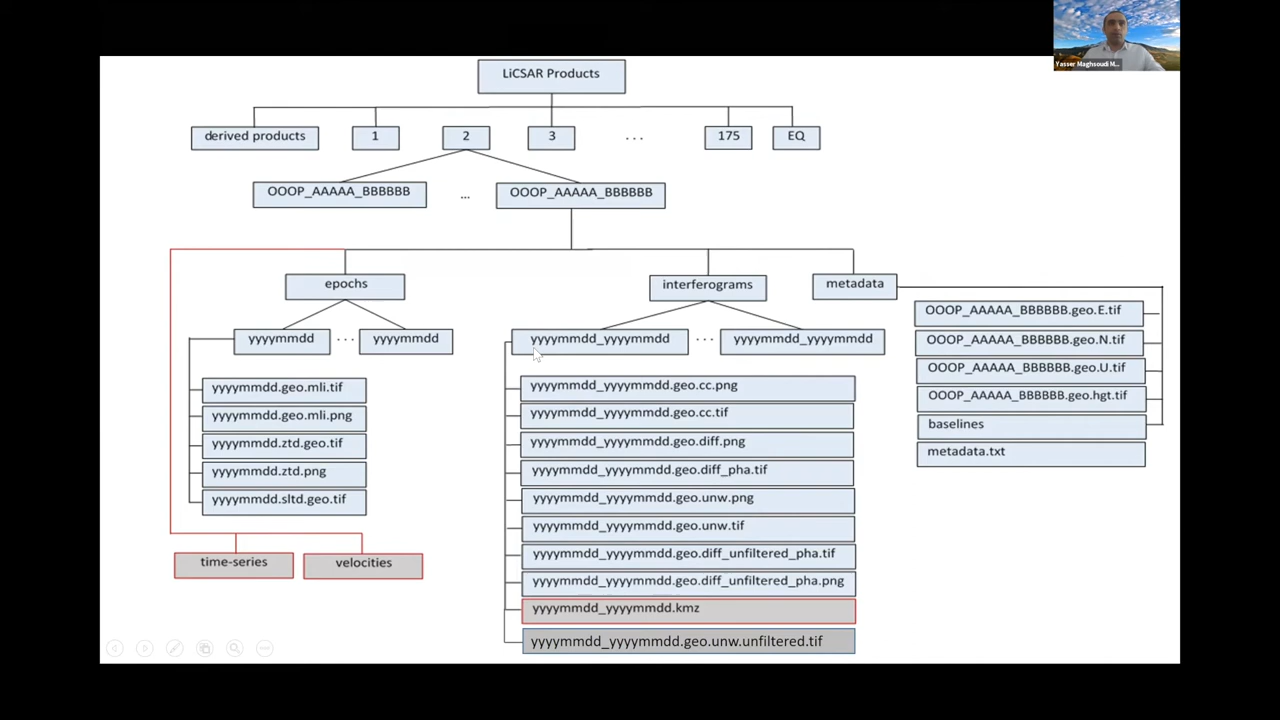 Yasser Maghsoudi M...
LiCSAR Products
derived products
1
2
3
...
175
EQ
OOOP_AAAAA_BBBBBB
...
OOOP_AAAAA_BBBBBB
epochs
interferograms
metadata
yyyymmdd
...
yyyymmdd
yyyymmdd_yyyymmdd
...
yyyymmdd_yyyymmdd
yyyymmdd.geo.mli.tif
yyyymmdd.geo.mli.png
yyyymmdd.ztd.geo.tif
yyyymmdd.ztd.png
yyyymmdd.sltd.geo.tif
time-series
velocities
yyyymmdd_yyyymmdd.geo.cc.png
yyyymmdd_yyyymmdd.geo.cc.tif
yyyymmdd_yyyymmdd.geo.diff.png
yyyymmdd_yyyymmdd.geo.diff_pha.tif
yyyymmdd_yyyymmdd.geo.unw.png
yyyymmdd_yyyymmdd.geo.unw.tif
yyyymmdd_yyyymmdd.geo.diff_unfiltered_pha.tif
yyyymmdd_yyyymmdd.geo.diff_unfiltered_pha.png
yyyymmdd_yyyymmdd.kmz
yyyymmdd_yyyymmdd.geo.unw.unfiltered.tif
OOOP_AAAAA_BBBBBB.geo.E.tif
OOOP_AAAAA_BBBBBB.geo.N.tif
OOOP_AAAAA_BBBBBB.geo.U.tif
OOOP_AAAAA_BBBBBB.geo.hgt.tif
baselines
metadata.txt